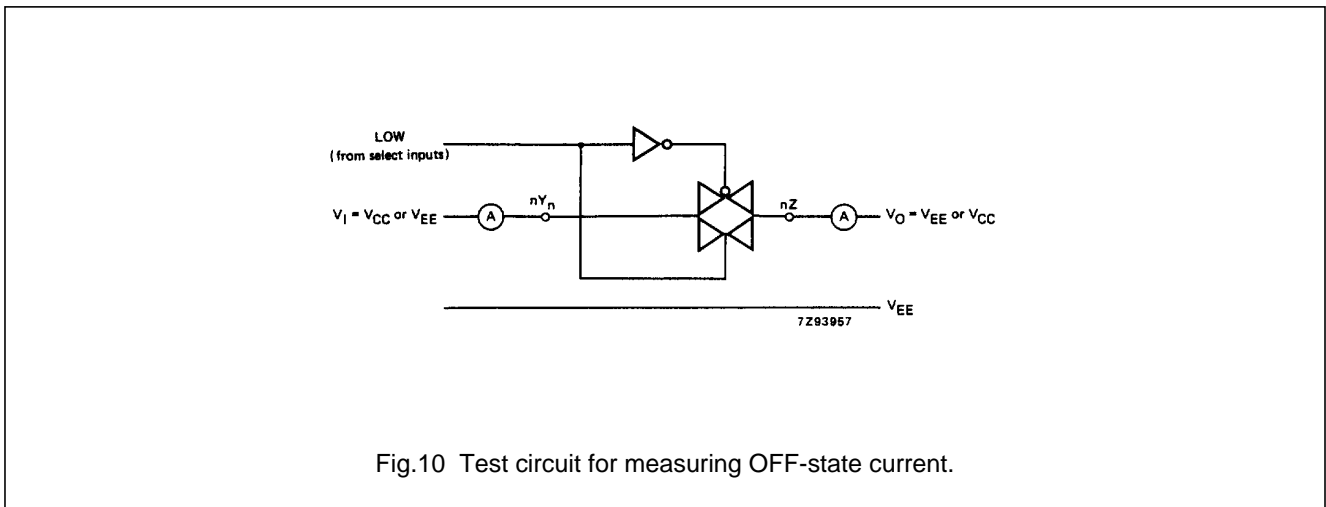 LOW
(from select inputs)
V_I = V_CC or V_EE
A
nY_n
nZ
A
V_O = V_EE or V_CC
V_EE
7Z93957
Fig.10 Test circuit for measuring OFF-state current.